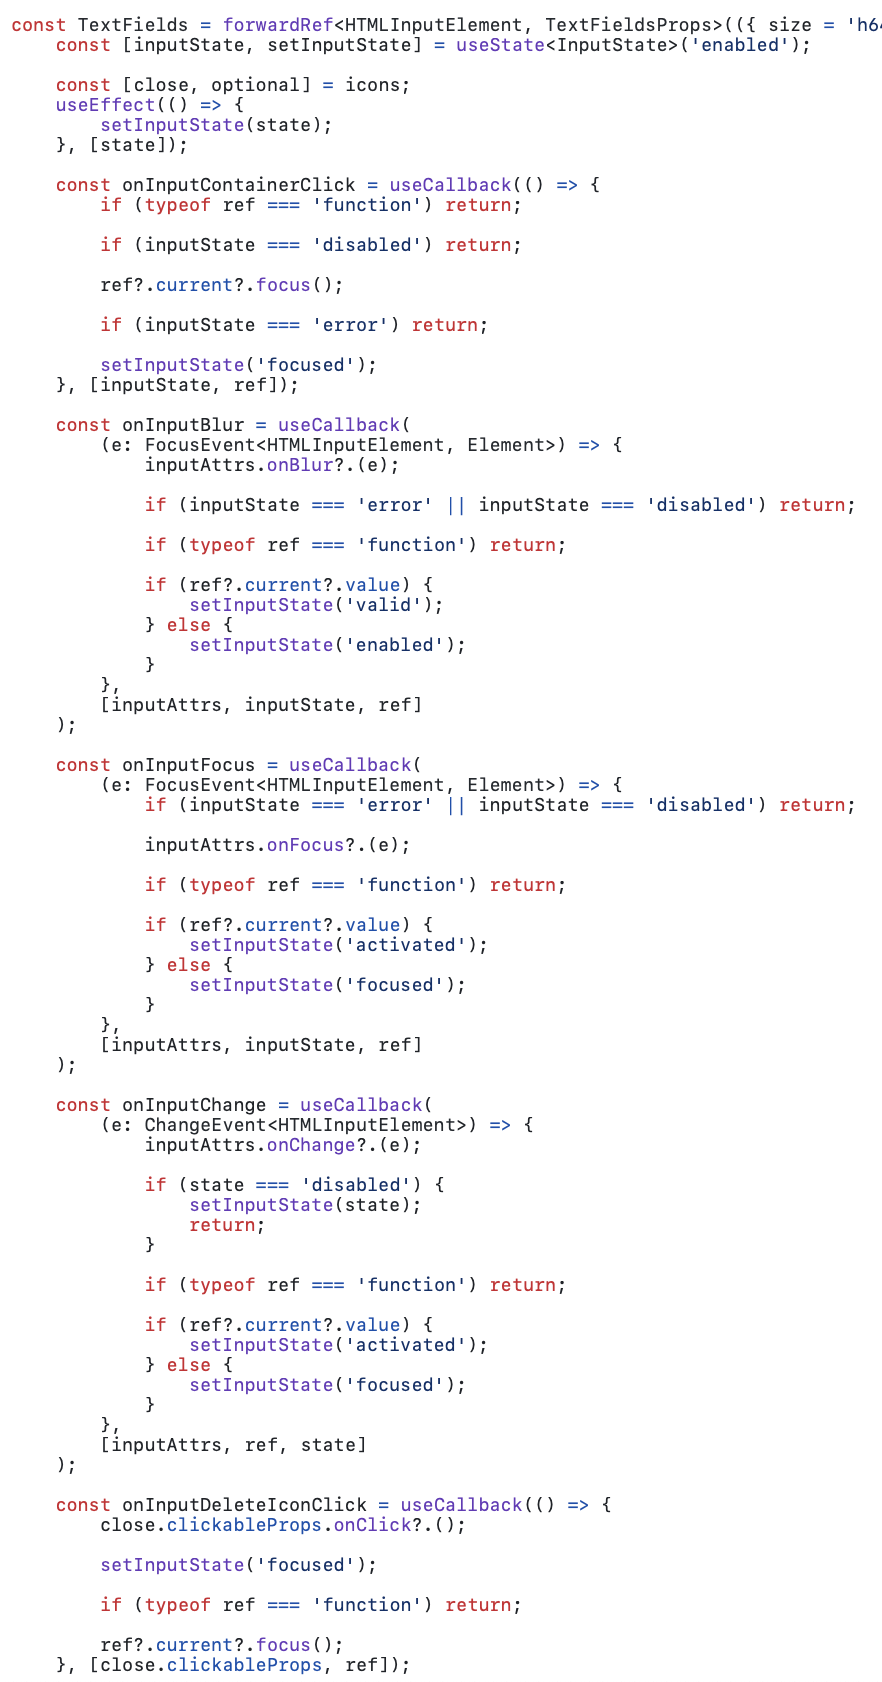 const TextFields = forwardRef<HTMLInputElement, TextFieldsProps>(({ size = 'h64
    const [inputState, setInputState] = useState<InputState>('enabled');

    const [close, optional] = icons;
    useEffect(() => {
        setInputState(state);
    }, [state]);

    const onInputContainerClick = useCallback(() => {
        if (typeof ref === 'function') return;

        if (inputState === 'disabled') return;

        ref?.current?.focus();

        if (inputState === 'error') return;

        setInputState('focused');
    }, [inputState, ref]);

    const onInputBlur = useCallback(
        (e: FocusEvent<HTMLInputElement, Element>) => {
            inputAttrs.onBlur?.(e);

            if (inputState === 'error' || inputState === 'disabled') return;

            if (typeof ref === 'function') return;

            if (ref?.current?.value) {
                setInputState('valid');
            } else {
                setInputState('enabled');
            }
        },
        [inputAttrs, inputState, ref]
    );

    const onInputFocus = useCallback(
        (e: FocusEvent<HTMLInputElement, Element>) => {
            if (inputState === 'error' || inputState === 'disabled') return;

            inputAttrs.onFocus?.(e);

            if (typeof ref === 'function') return;

            if (ref?.current?.value) {
                setInputState('activated');
            } else {
                setInputState('focused');
            }
        },
        [inputAttrs, inputState, ref]
    );

    const onInputChange = useCallback(
        (e: ChangeEvent<HTMLInputElement>) => {
            inputAttrs.onChange?.(e);

            if (state === 'disabled') {
                setInputState(state);
                return;
            }

            if (typeof ref === 'function') return;

            if (ref?.current?.value) {
                setInputState('activated');
            } else {
                setInputState('focused');
            }
        },
        [inputAttrs, ref, state]
    );

    const onInputDeleteIconClick = useCallback(() => {
        close.clickableProps.onClick?.();

        setInputState('focused');

        if (typeof ref === 'function') return;

        ref?.current?.focus();
    }, [close.clickableProps, ref]);